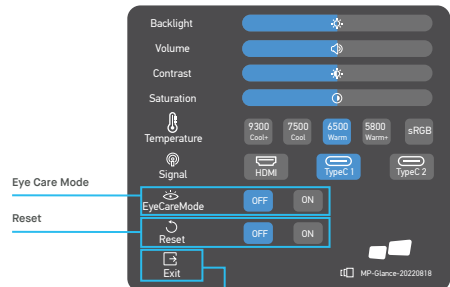 Backlight
Volume
Contrast
Saturation
Temperature
9300 Cool+
7500 Cool
6500 Warm
5800 Warm+
sRGB
Signal
HDMI
TypeC 1
TypeC 2
Eye Care Mode
EyeCareMode
OFF
ON
Reset
Reset
OFF
ON
Exit
MP-Glance-20220818